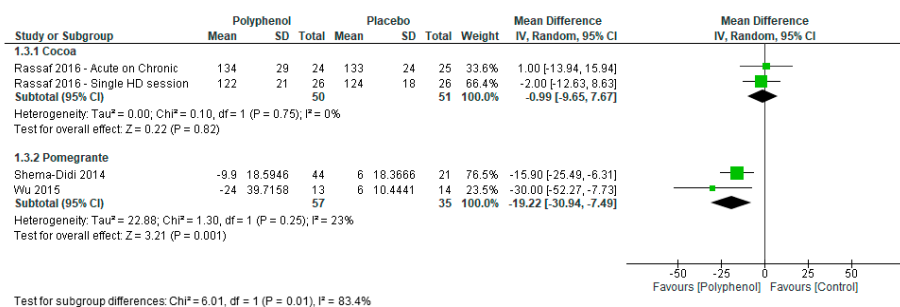 Polyphenol Placebo Mean Difference Mean Difference
Study or Subgroup Mean SD Total Mean SD Total Weight IV, Random, 95% CI IV, Random, 95% CI
1.3.1 Cocoa
Rassaf 2016 - Acute on Chronic 134 29 24 133 24 25 33.6% 1.00 [-13.94, 15.94]
Rassaf 2016 - Single HD session 122 21 26 124 18 26 66.4% -2.00 [-12.63, 8.63]
Subtotal (95% CI) 50 51 100.0% -0.99 [-9.65, 7.67]
Heterogeneity: Tau² = 0.00; Chi² = 0.10, df = 1 (P = 0.75); I² = 0%
Test for overall effect: Z = 0.22 (P = 0.82)
1.3.2 Pomegrante
Shema-Didi 2014 -9.9 18.5946 44 6 18.3666 21 76.5% -15.90 [-25.49, -6.31]
Wu 2015 -24 39.7158 13 6 10.4441 14 23.5% -30.00 [-52.27, -7.73]
Subtotal (95% CI) 57 35 100.0% -19.22 [-30.94, -7.49]
Heterogeneity: Tau² = 22.88; Chi² = 1.30, df = 1 (P = 0.25); I² = 23%
Test for overall effect: Z = 3.21 (P = 0.001)
-50 -25 0 25 50
Favours [Polyphenol] Favours [Control]
Test for subgroup differences: Chi² = 6.01, df = 1 (P = 0.01), I² = 83.4%